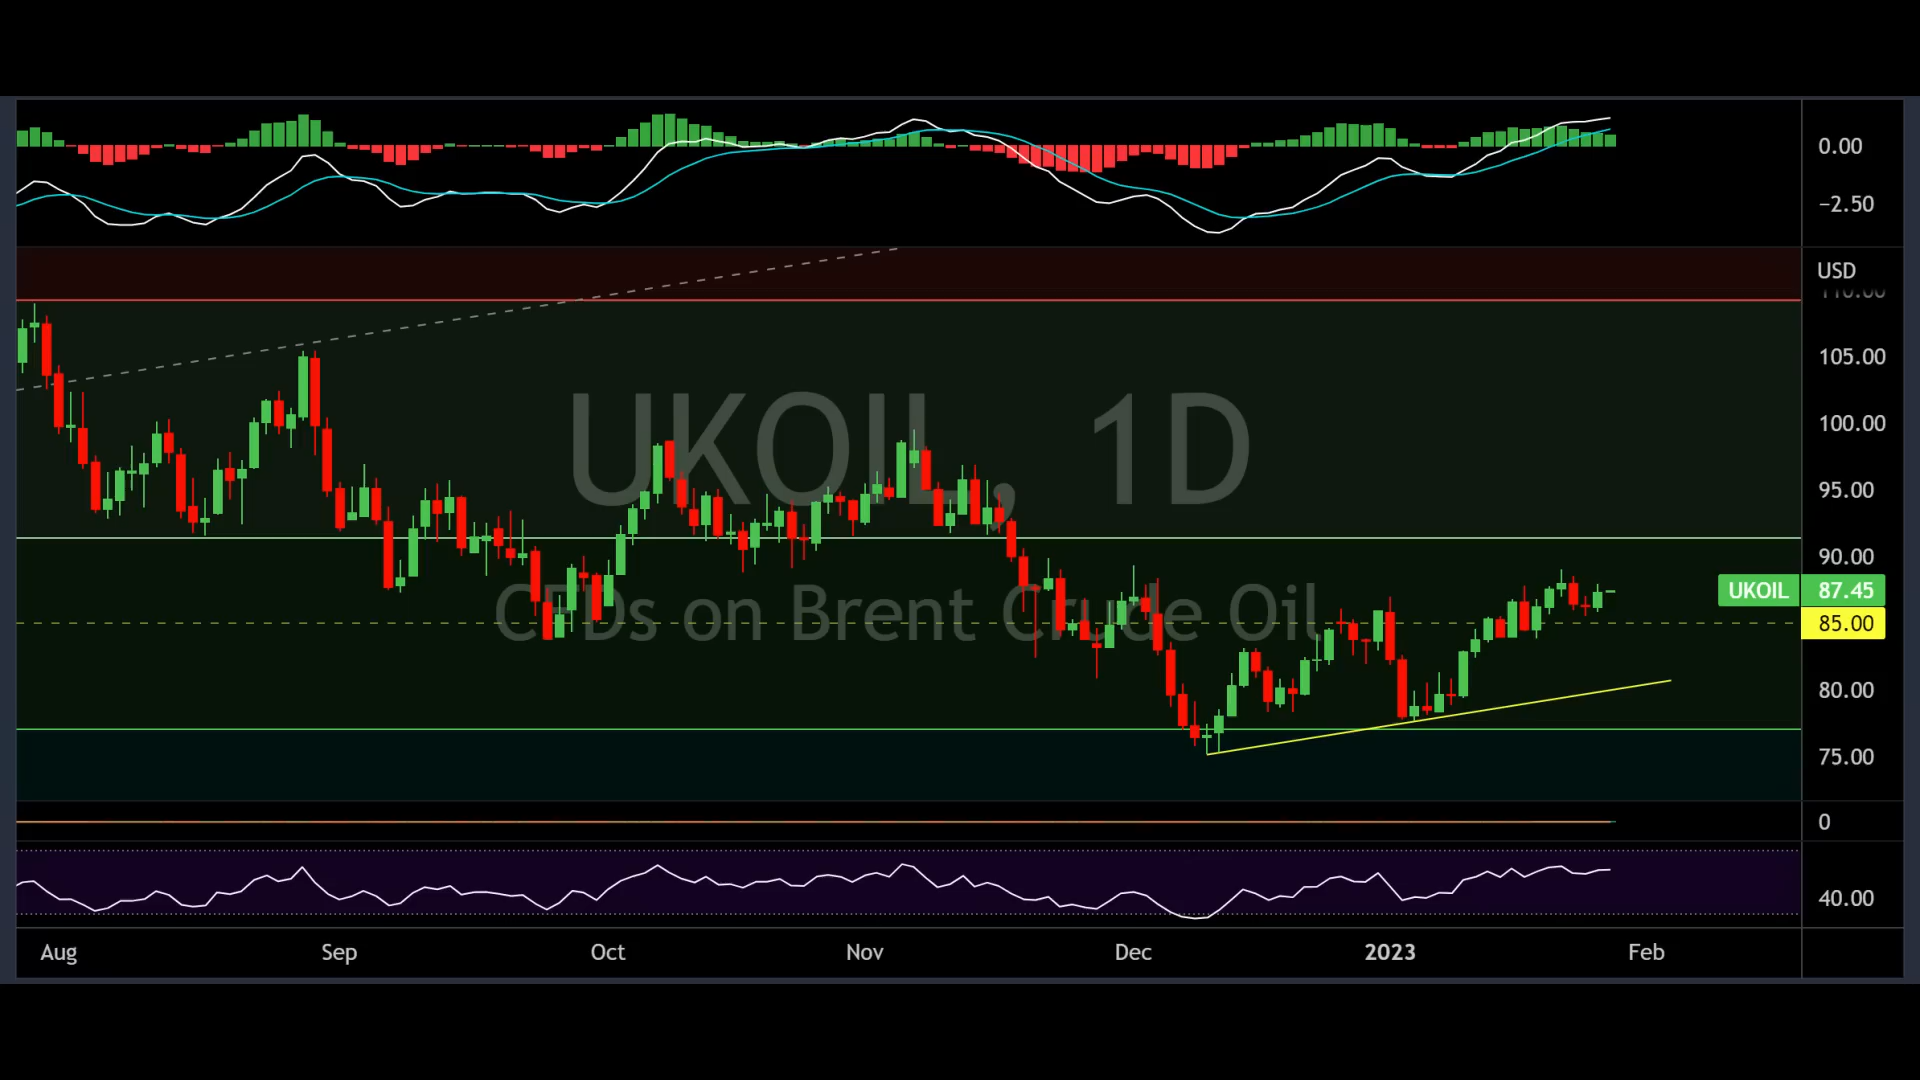 0.00
−2.50
USD
110.00
105.00
100.00
UKOIL, 1D
95.00
90.00
UKOIL 87.45
CFDs on Brent Crude Oil
85.00
80.00
75.00
0
40.00
Aug Sep Oct Nov Dec 2023 Feb